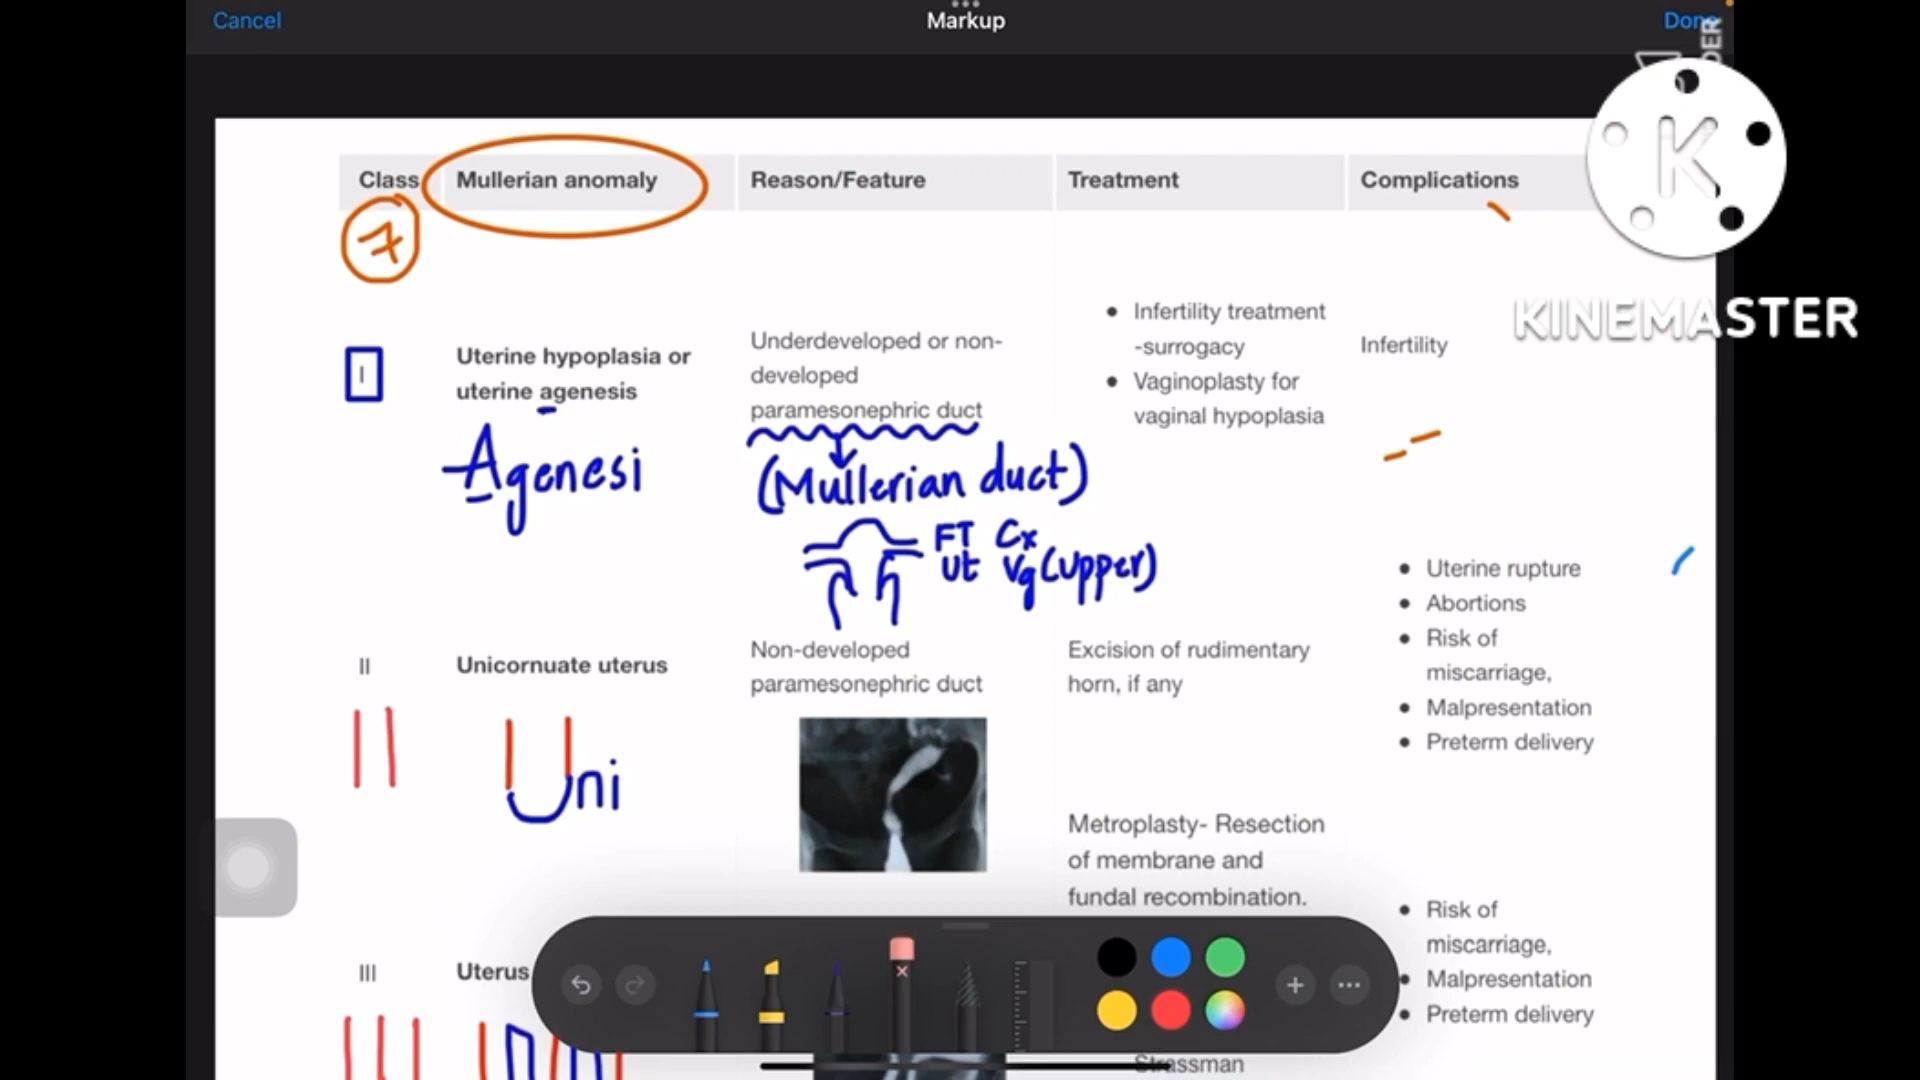 Cancel
Markup
Done
DER
K
KINEMASTER
Class
Mullerian anomaly
Reason/Feature
Treatment
Complications
7
I
Uterine hypoplasia or
uterine agenesis
Agenesi
Underdeveloped or non-
developed
paramesonephric duct
(Mullerian duct)
FT Cx
Ut Vg (upper)
Infertility treatment
-surrogacy
Vaginoplasty for
vaginal hypoplasia
Infertility
II
Unicornuate uterus
Uni
Non-developed
paramesonephric duct
Excision of rudimentary
horn, if any
Uterine rupture
Abortions
Risk of
miscarriage,
Malpresentation
Preterm delivery
III
Uterus
Metroplasty- Resection
of membrane and
fundal recombination.
Strassman
Risk of
miscarriage,
Malpresentation
Preterm delivery